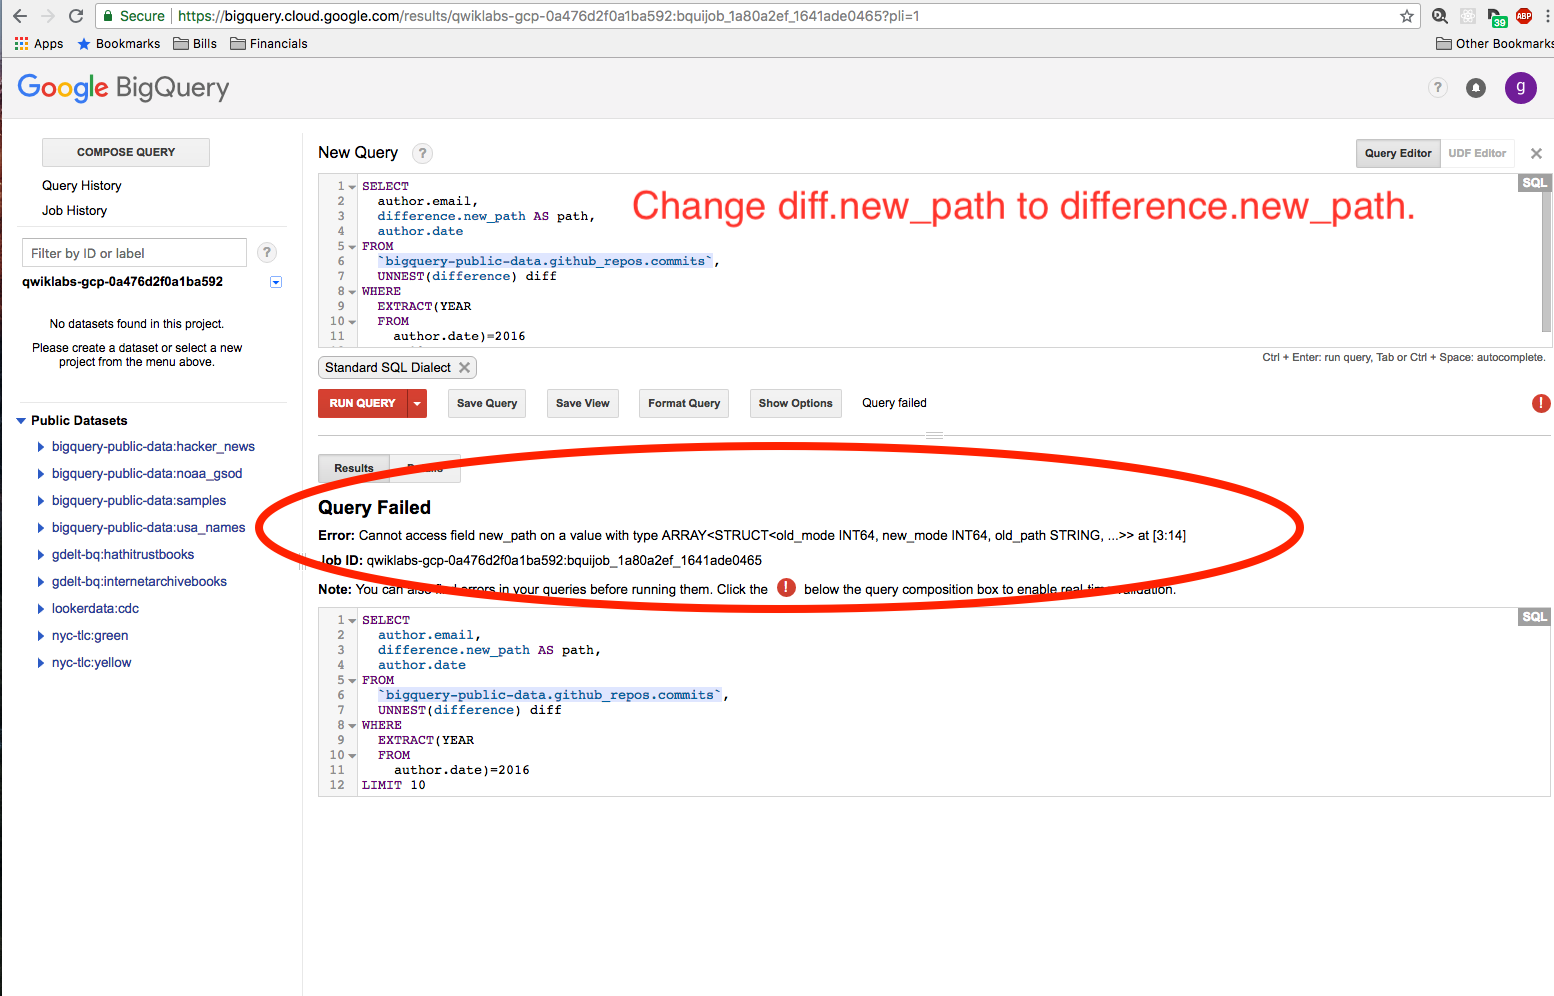 Secure https://bigquery.cloud.google.com/results/qwiklabs-gcp-0a476d2f0a1ba592:bquijob_1a80a2ef_1641ade0465?pli=1
39 ABP
Apps Bookmarks Bills Financials Other Bookmarks
Google BigQuery
? g
COMPOSE QUERY
Query History
Job History
Filter by ID or label ?
qwiklabs-gcp-0a476d2f0a1ba592
No datasets found in this project.
Please create a dataset or select a new
project from the menu above.
Public Datasets
bigquery-public-data:hacker_news
bigquery-public-data:noaa_gsod
bigquery-public-data:samples
bigquery-public-data:usa_names
gdelt-bq:hathitrustbooks
gdelt-bq:internetarchivebooks
lookerdata:cdc
nyc-tlc:green
nyc-tlc:yellow
New Query ?
Query Editor UDF Editor
SQL
Change diff.new_path to difference.new_path.
1 SELECT
2 author.email,
3 difference.new_path AS path,
4 author.date
5 FROM
6 `bigquery-public-data.github_repos.commits`,
7 UNNEST(difference) diff
8 WHERE
9 EXTRACT(YEAR
10 FROM
11 author.date)=2016
Ctrl + Enter: run query, Tab or Ctrl + Space: autocomplete.
Standard SQL Dialect
RUN QUERY Save Query Save View Format Query Show Options Query failed
Results
Query Failed
Error: Cannot access field new_path on a value with type ARRAY<STRUCT<old_mode INT64, new_mode INT64, old_path STRING, ...>> at [3:14]
Job ID: qwiklabs-gcp-0a476d2f0a1ba592:bquijob_1a80a2ef_1641ade0465
Note: You can also find errors in your queries before running them. Click the ! below the query composition box to enable real-time validation.
SQL
1 SELECT
2 author.email,
3 difference.new_path AS path,
4 author.date
5 FROM
6 `bigquery-public-data.github_repos.commits`,
7 UNNEST(difference) diff
8 WHERE
9 EXTRACT(YEAR
10 FROM
11 author.date)=2016
12 LIMIT 10